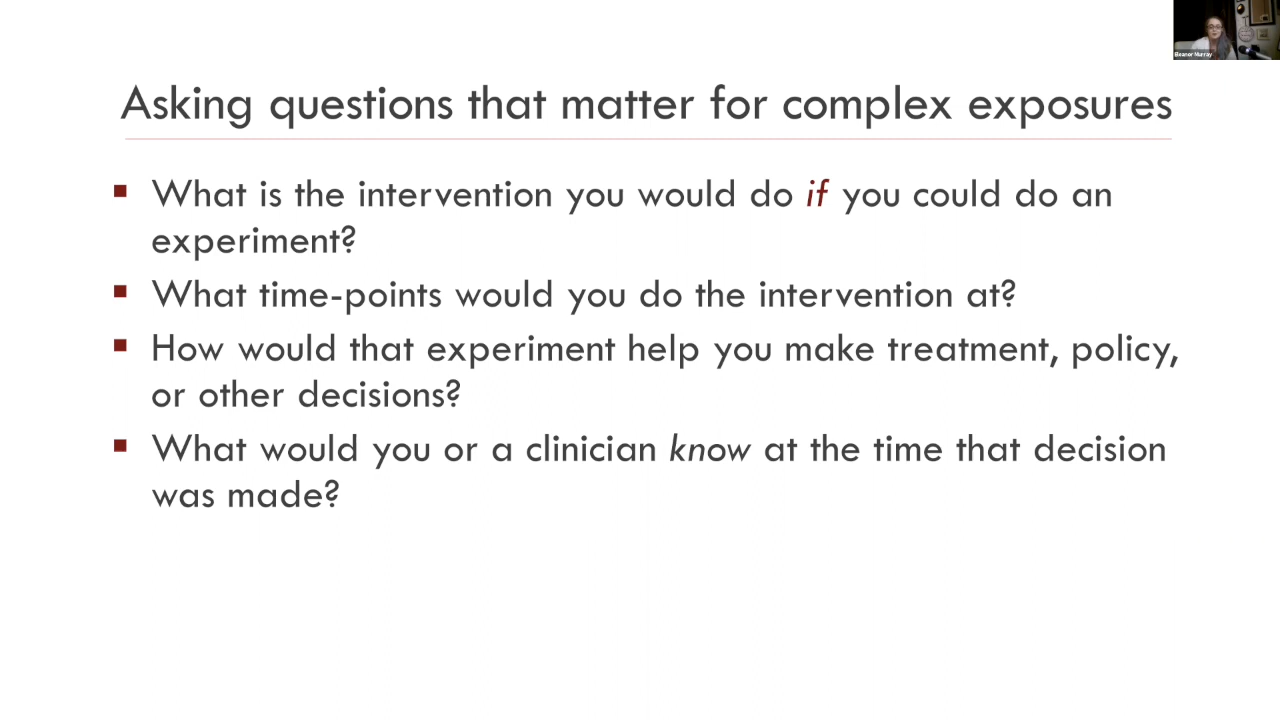 Eleanor Murray
Asking questions that matter for complex exposures
What is the intervention you would do if you could do an
experiment?
What time-points would you do the intervention at?
How would that experiment help you make treatment, policy,
or other decisions?
What would you or a clinician know at the time that decision
was made?